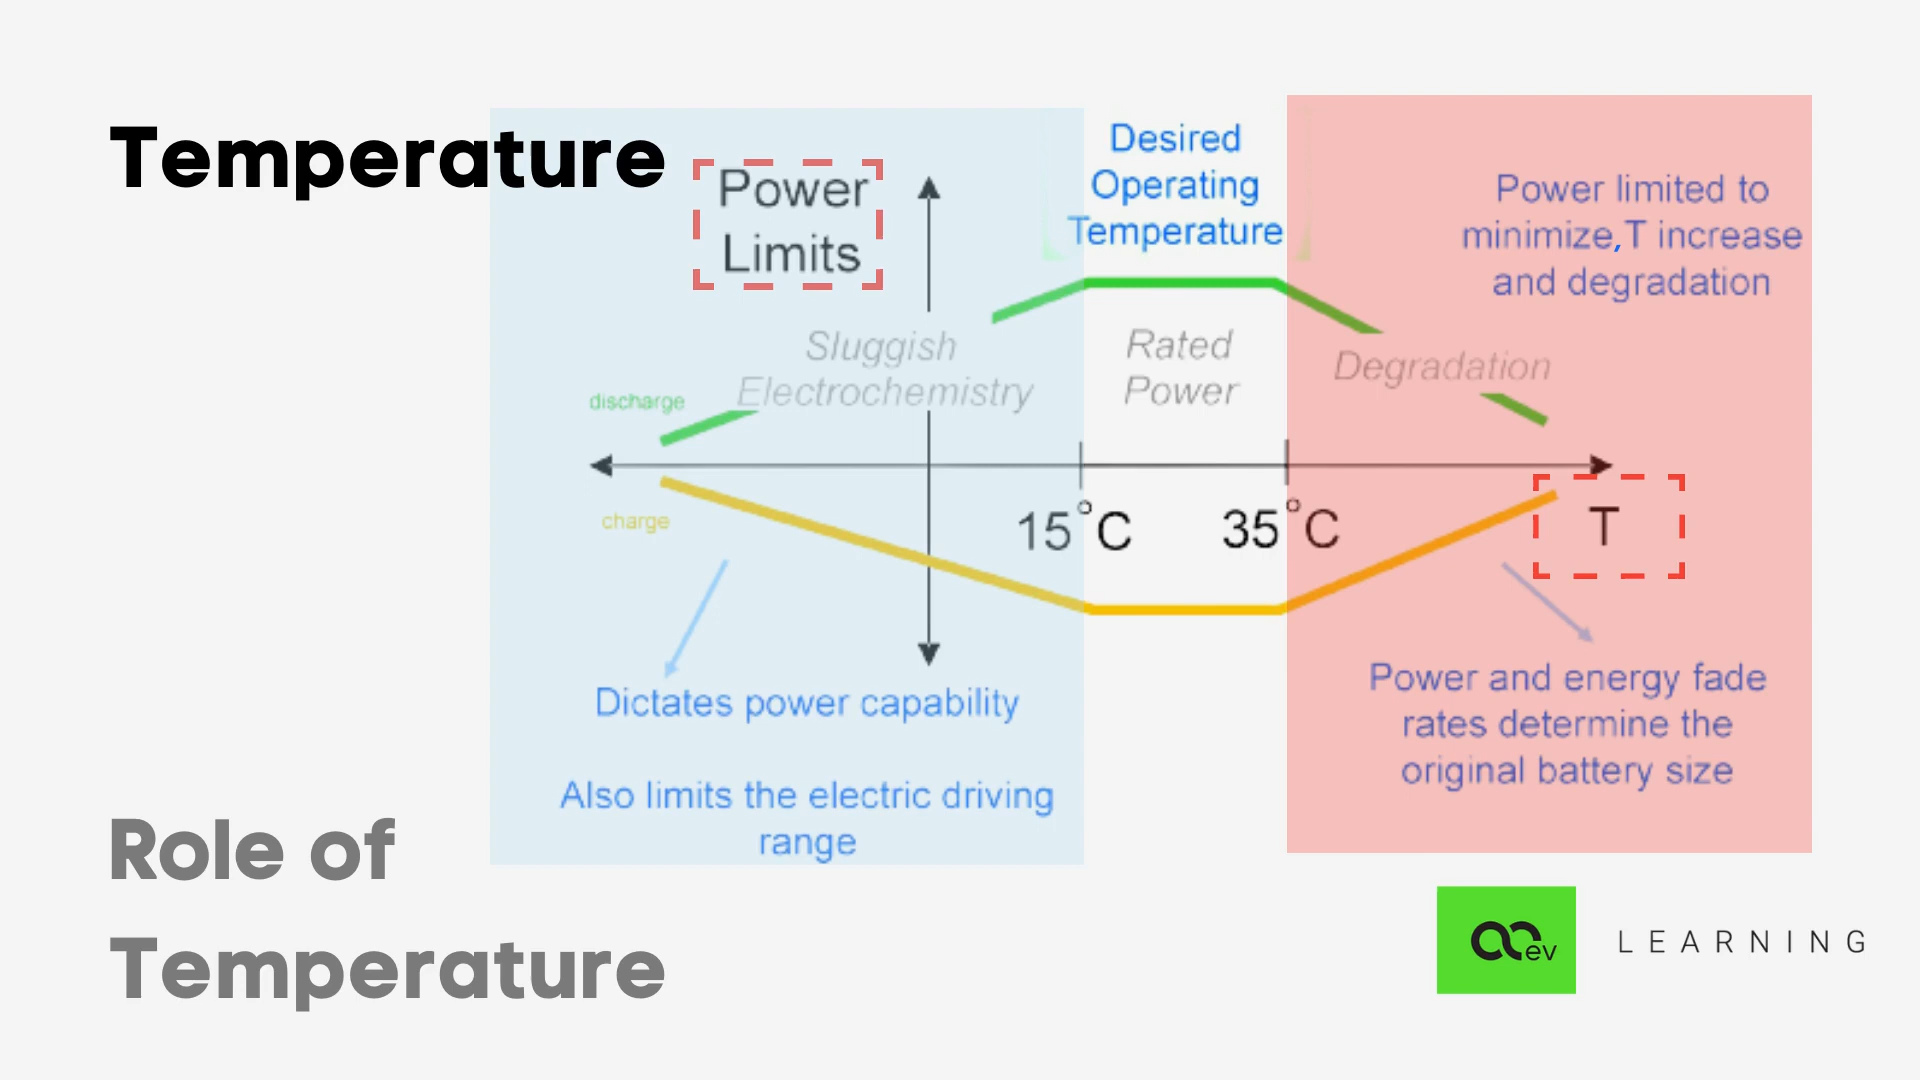 Temperature
Power
Limits
Desired
Operating
Temperature
Power limited to
minimize,T increase
and degradation
Sluggish
Electrochemistry
Rated
Power
Degradation
discharge
charge
15°C
35°C
T
Dictates power capability
Also limits the electric driving
range
Power and energy fade
rates determine the
original battery size
Role of
Temperature
ev
LEARNING